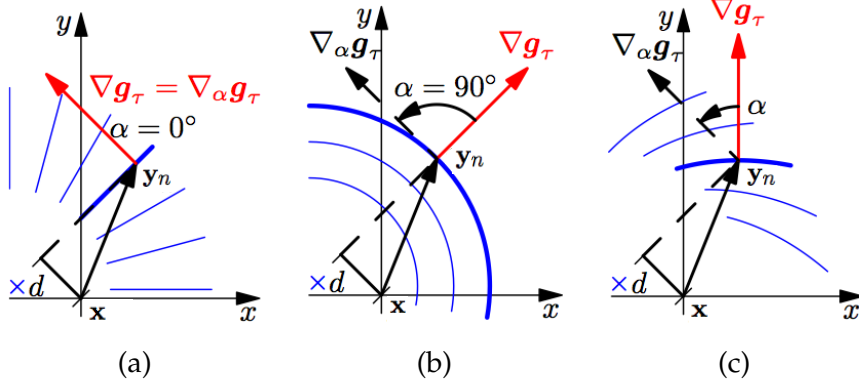 y
∇g_τ = ∇_α g_τ
α = 0°
y_n
×d
x
x
(a)
y
∇_α g_τ
∇g_τ
α = 90°
y_n
×d
x
x
(b)
∇g_τ
y
∇_α g_τ
α
y_n
×d
x
x
(c)